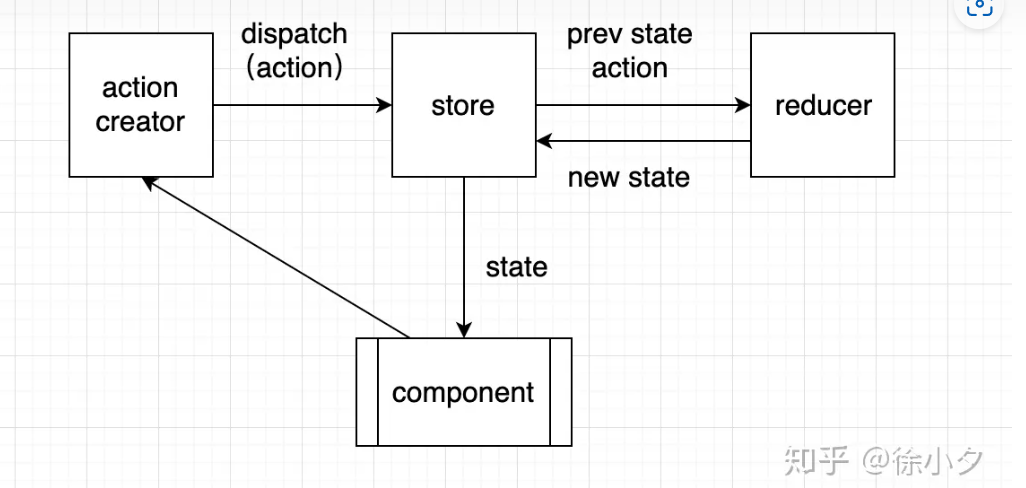 dispatch
(action)
prev state
action
action
creator
store
reducer
new state
state
component
知乎 @徐小夕